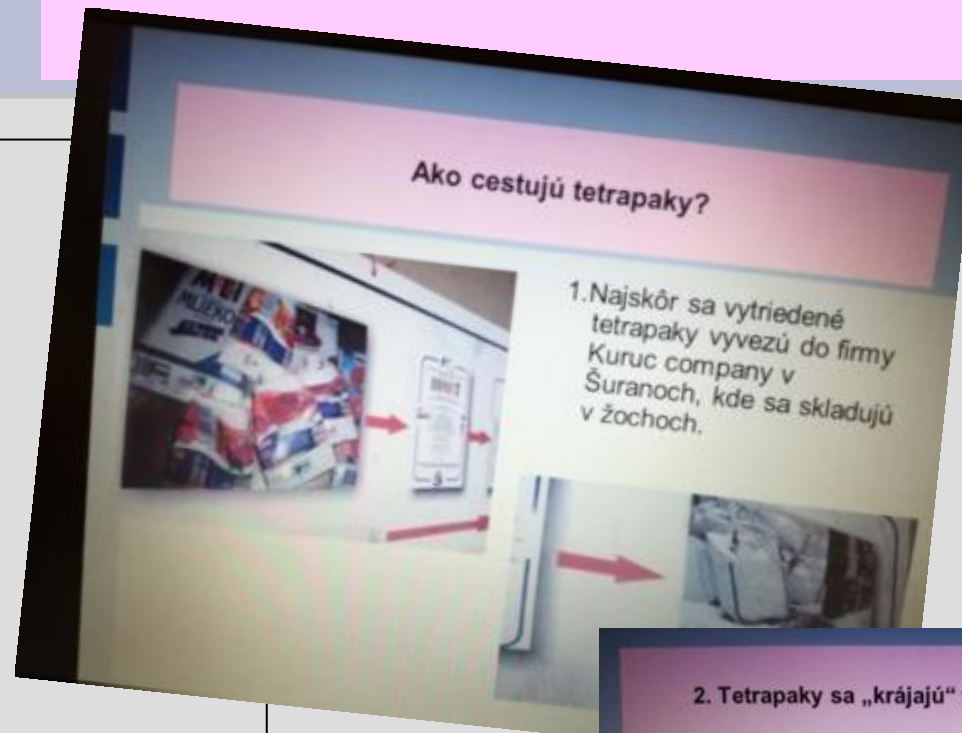 Ako cestujú tetrapaky?
MLIEKO
1.Najskôr sa vytriedené
tetrapaky vyvezú do firmy
Kuruc company v
Šuranoch, kde sa skladujú
v žochoch.
2. Tetrapaky sa „krájajú“